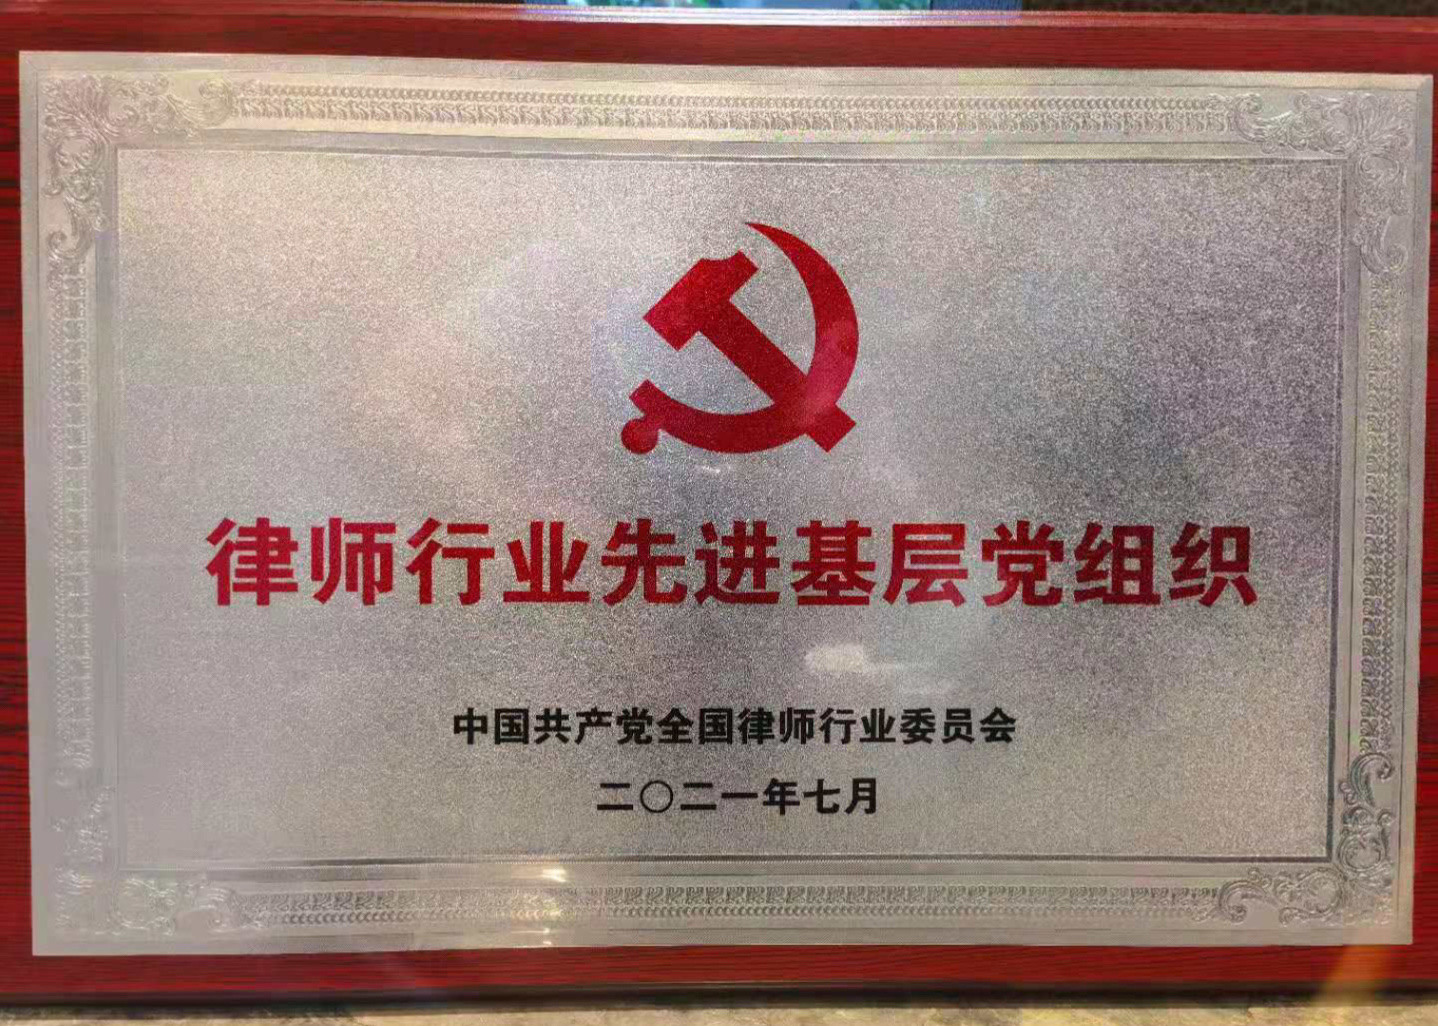 律师行业先进基层党组织
中国共产党全国律师行业委员会
二〇二一年七月